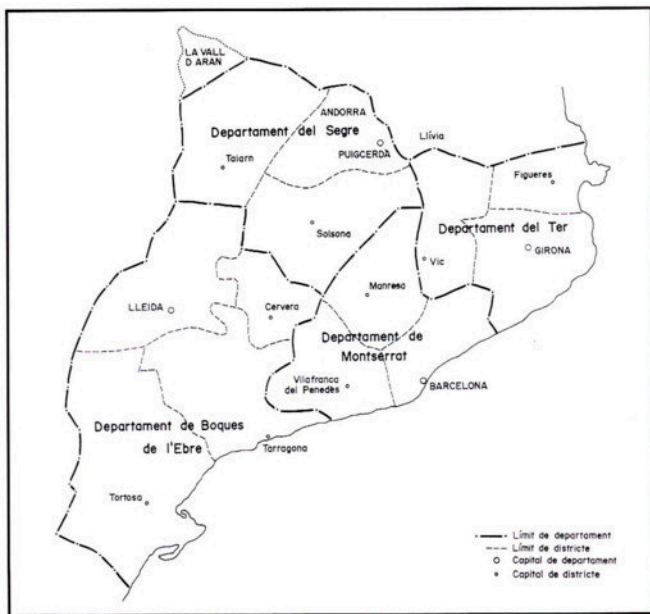 LA VALL
D'ARAN
ANDORRA
Llívia
Departament del Segre
PUIGCERDA
Talarn
Figueres
Solsona
Departament del Ter
Vic
GIRONA
Manresa
LLEIDA
Cervera
Departament de
Montserrat
Vilafranca
del Penedès
BARCELONA
Departament de Boques
de l'Ebre
Tarragona
Tortosa
Límit de departament
Límit de districte
Capital de departament
Capital de districte